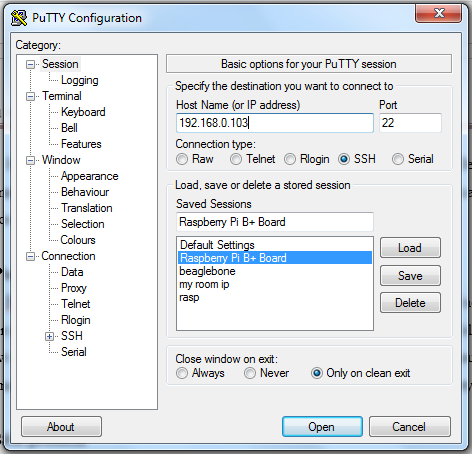 PuTTY Configuration
Category:
Session
Logging
Terminal
Keyboard
Bell
Features
Window
Appearance
Behaviour
Translation
Selection
Colours
Connection
Data
Proxy
Telnet
Rlogin
SSH
Serial
Basic options for your PuTTY session
Specify the destination you want to connect to
Host Name (or IP address) Port
192.168.0.103 22
Connection type:
Raw Telnet Rlogin SSH Serial
Load, save or delete a stored session
Saved Sessions
Raspberry Pi B+ Board
Default Settings
Raspberry Pi B+ Board
beaglebone
my room ip
rasp
Load
Save
Delete
Close window on exit:
Always Never Only on clean exit
About Open Cancel